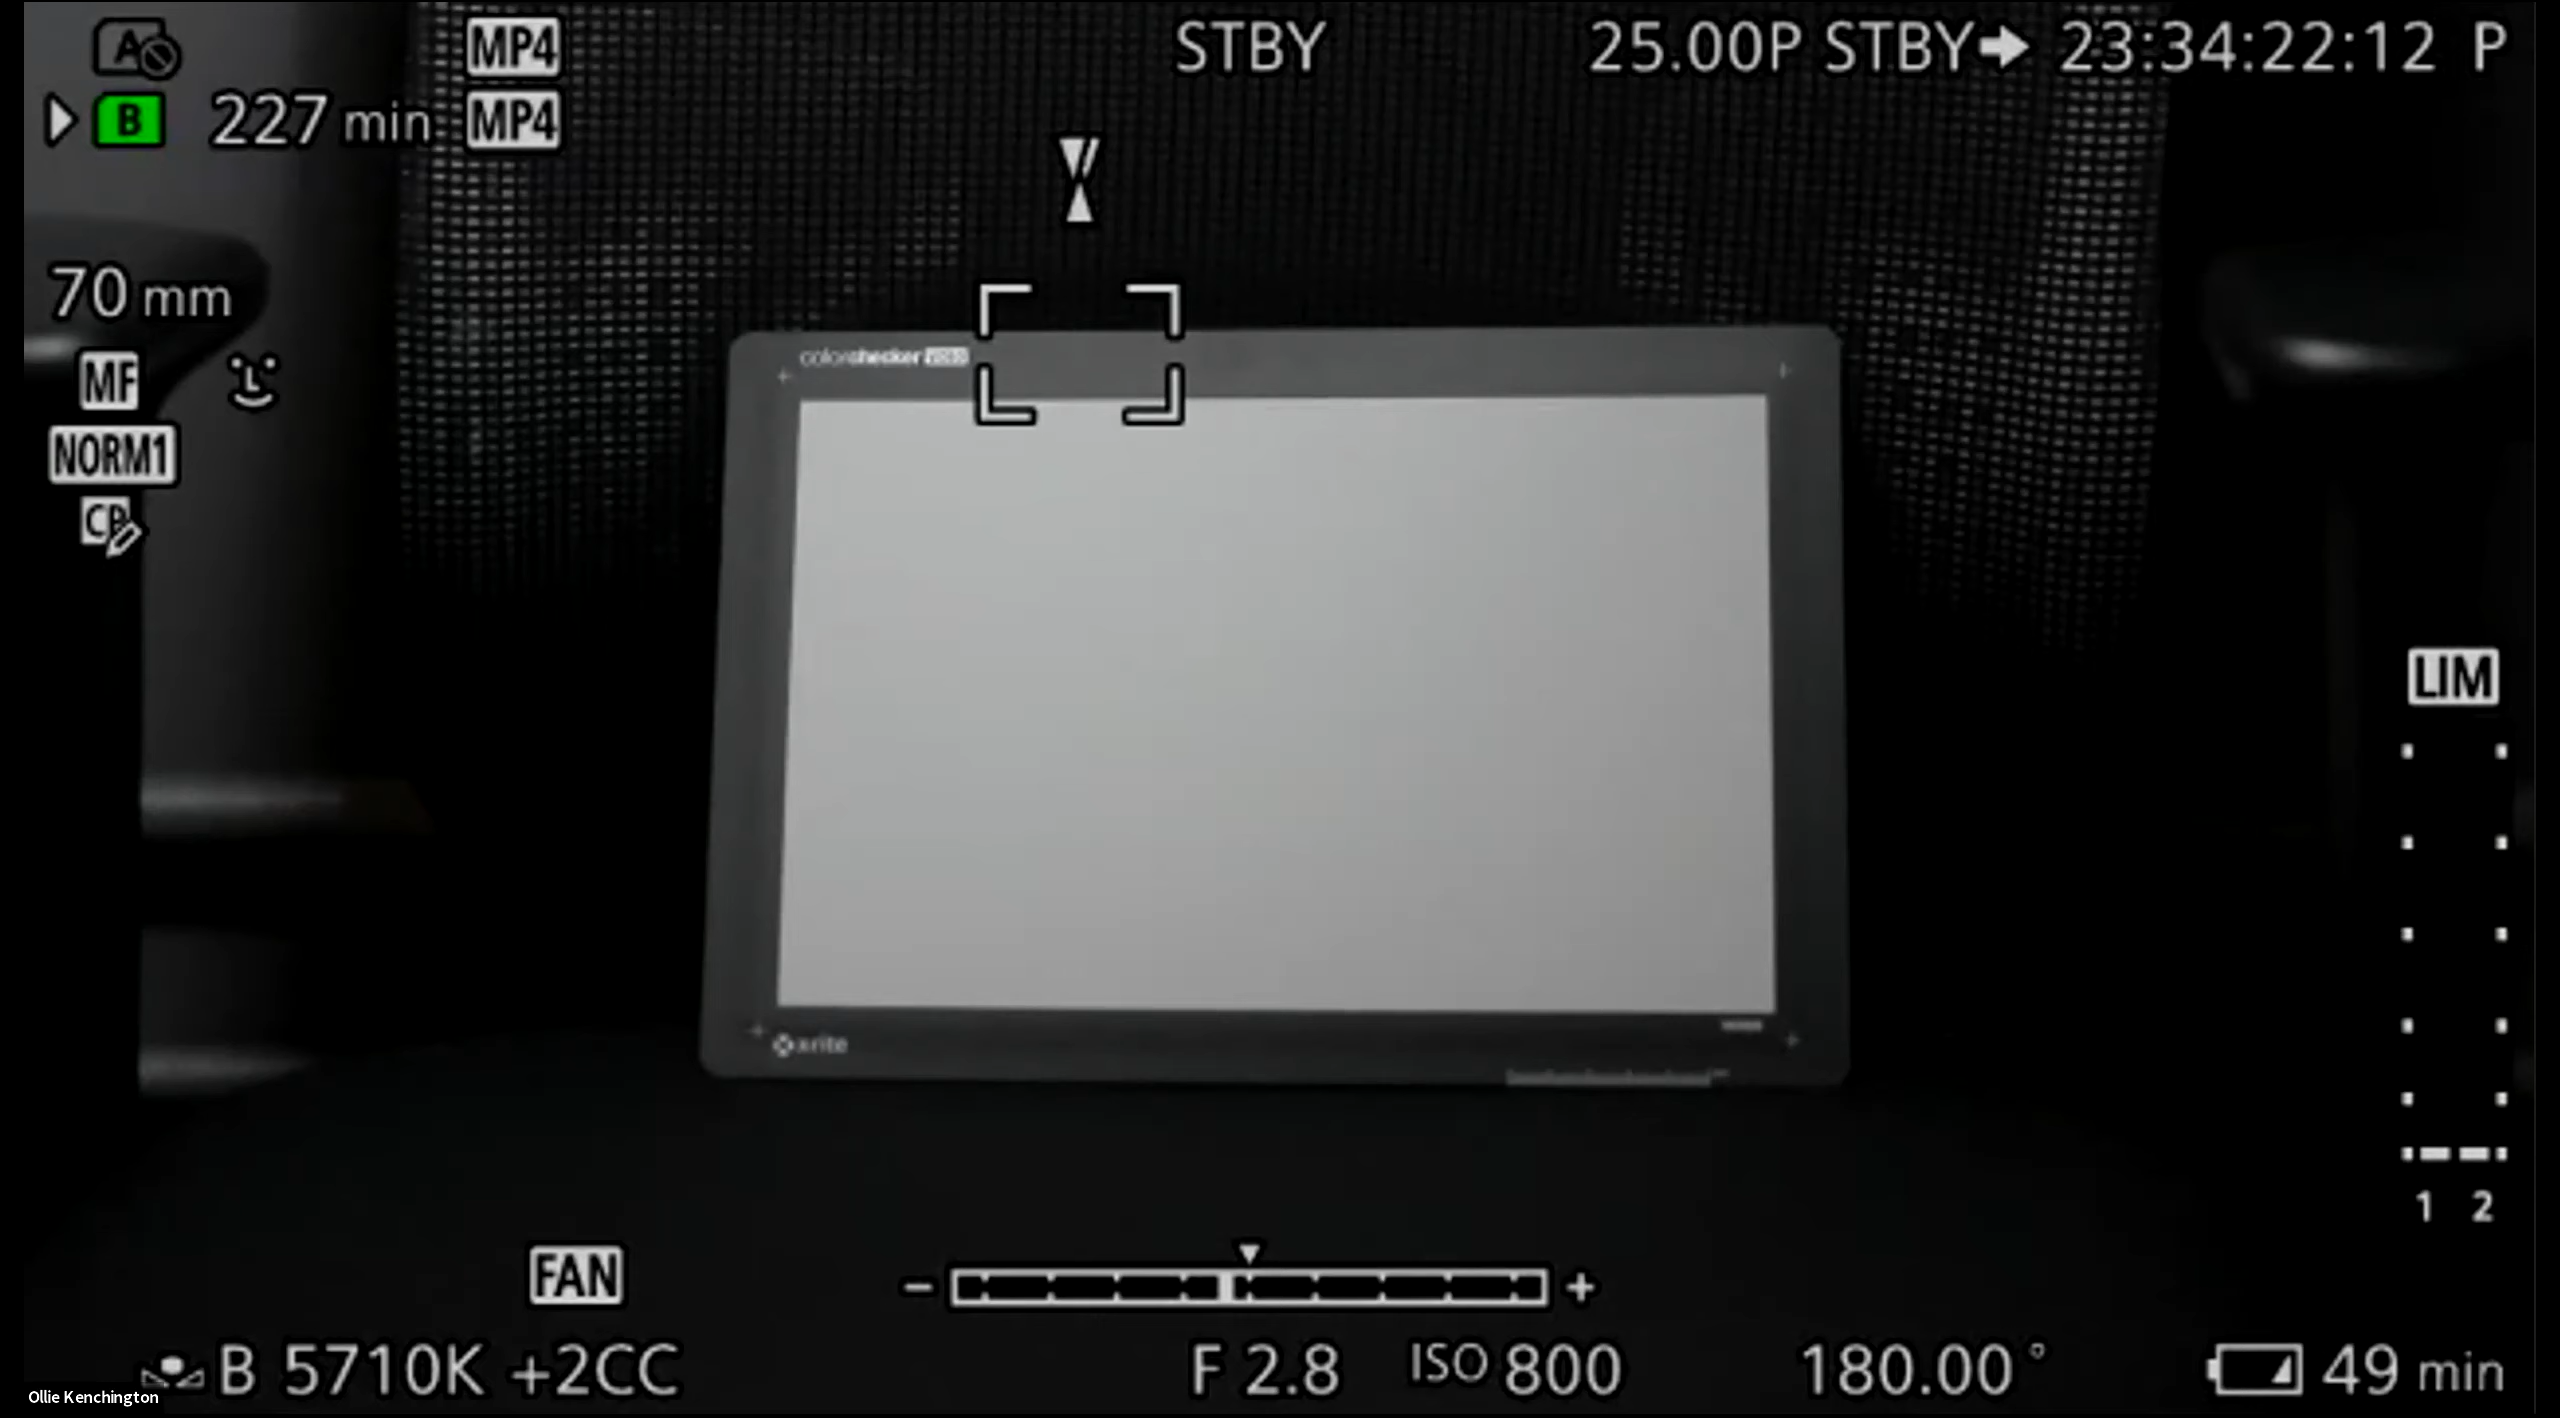 A MP4 STBY 25.00P STBY 23:34:22:12 P
B 227 min MP4
70 mm
MF L
NORM1
CP
colorchecker
LIM
xrite
1 2
FAN
- +
B 5710K +2CC F 2.8 ISO 800 180.00° 49 min
Ollie Kenchington